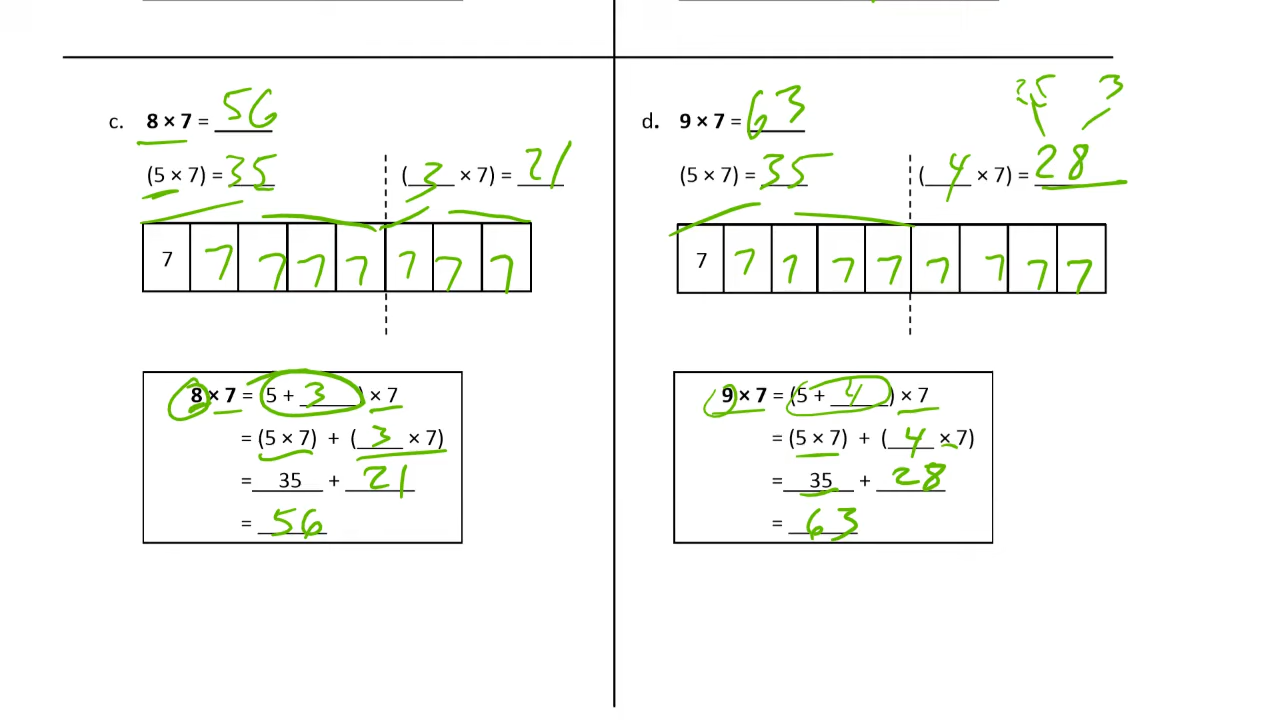 c. 8 × 7 = 56
(5 × 7) = 35 (3 × 7) = 21
7 7 7 7 7 7 7 7
8 × 7 = (5 + 3) × 7
= (5 × 7) + (3 × 7)
= 35 + 21
= 56
d. 9 × 7 = 63
25 3
(5 × 7) = 35 (4 × 7) = 28
7 7 7 7 7 7 7 7 7
9 × 7 = (5 + 4) × 7
= (5 × 7) + (4 × 7)
= 35 + 28
= 63